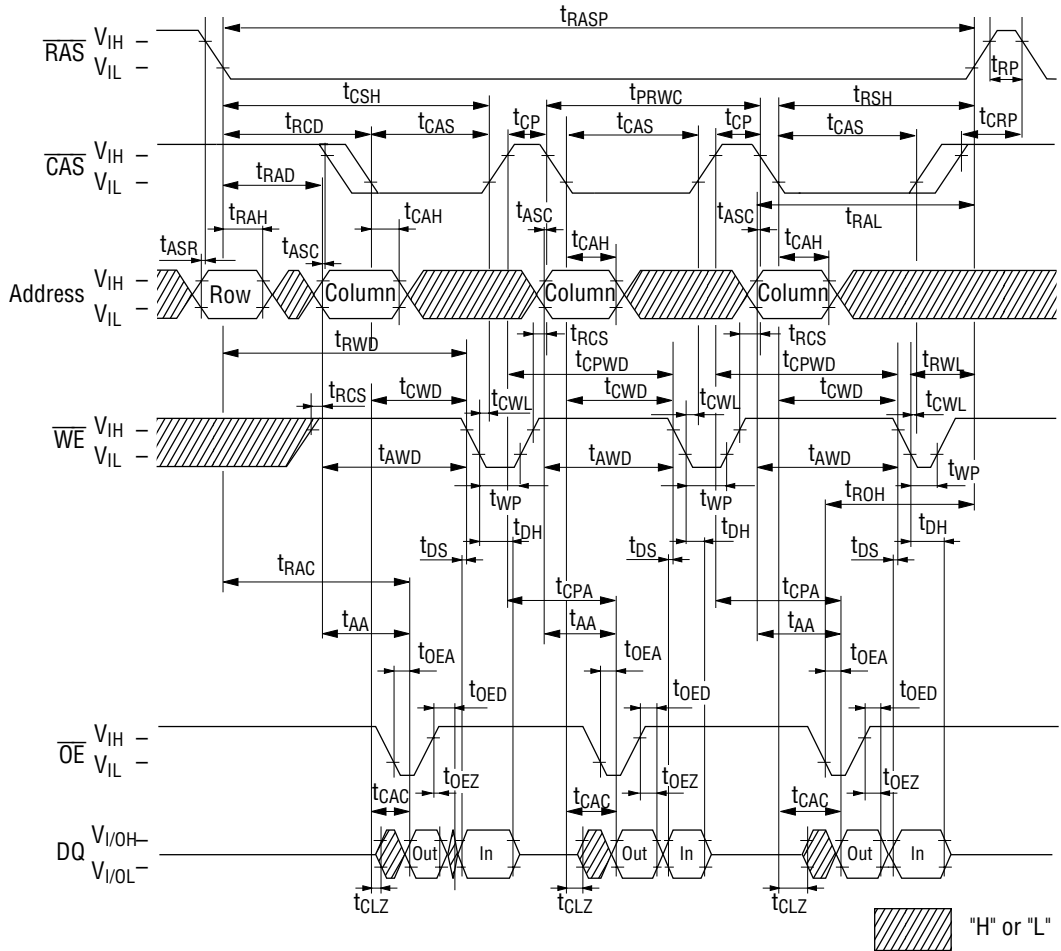 tRASP
RAS VIH
VIL
tRP
tCSH
tPRWC
tRSH
tRCD
tCAS
tCP
tCAS
tCP
tCAS
tCRP
CAS VIH
VIL
tRAD
tRAL
tRAH
tCAH
tASC
tASC
tASR
tASC
tCAH
tCAH
Address VIH
VIL
Row
Column
Column
Column
tRWD
tRCS
tRCS
tCPWD
tCPWD
tRWL
tRCS
tCWD
tCWL
tCWD
tCWL
tCWD
tCWL
WE VIH
VIL
tAWD
tAWD
tAWD
tWP
tWP
tWP
tROH
tDH
tDH
tDH
tDS
tDS
tDS
tRAC
tCPA
tCPA
tAA
tAA
tAA
tOEA
tOEA
tOEA
tOED
tOED
tOED
OE VIH
VIL
tOEZ
tOEZ
tOEZ
tCAC
tCAC
tCAC
DQ VI/OH
VI/OL
Out
In
Out
In
Out
In
tCLZ
tCLZ
tCLZ
"H" or "L"